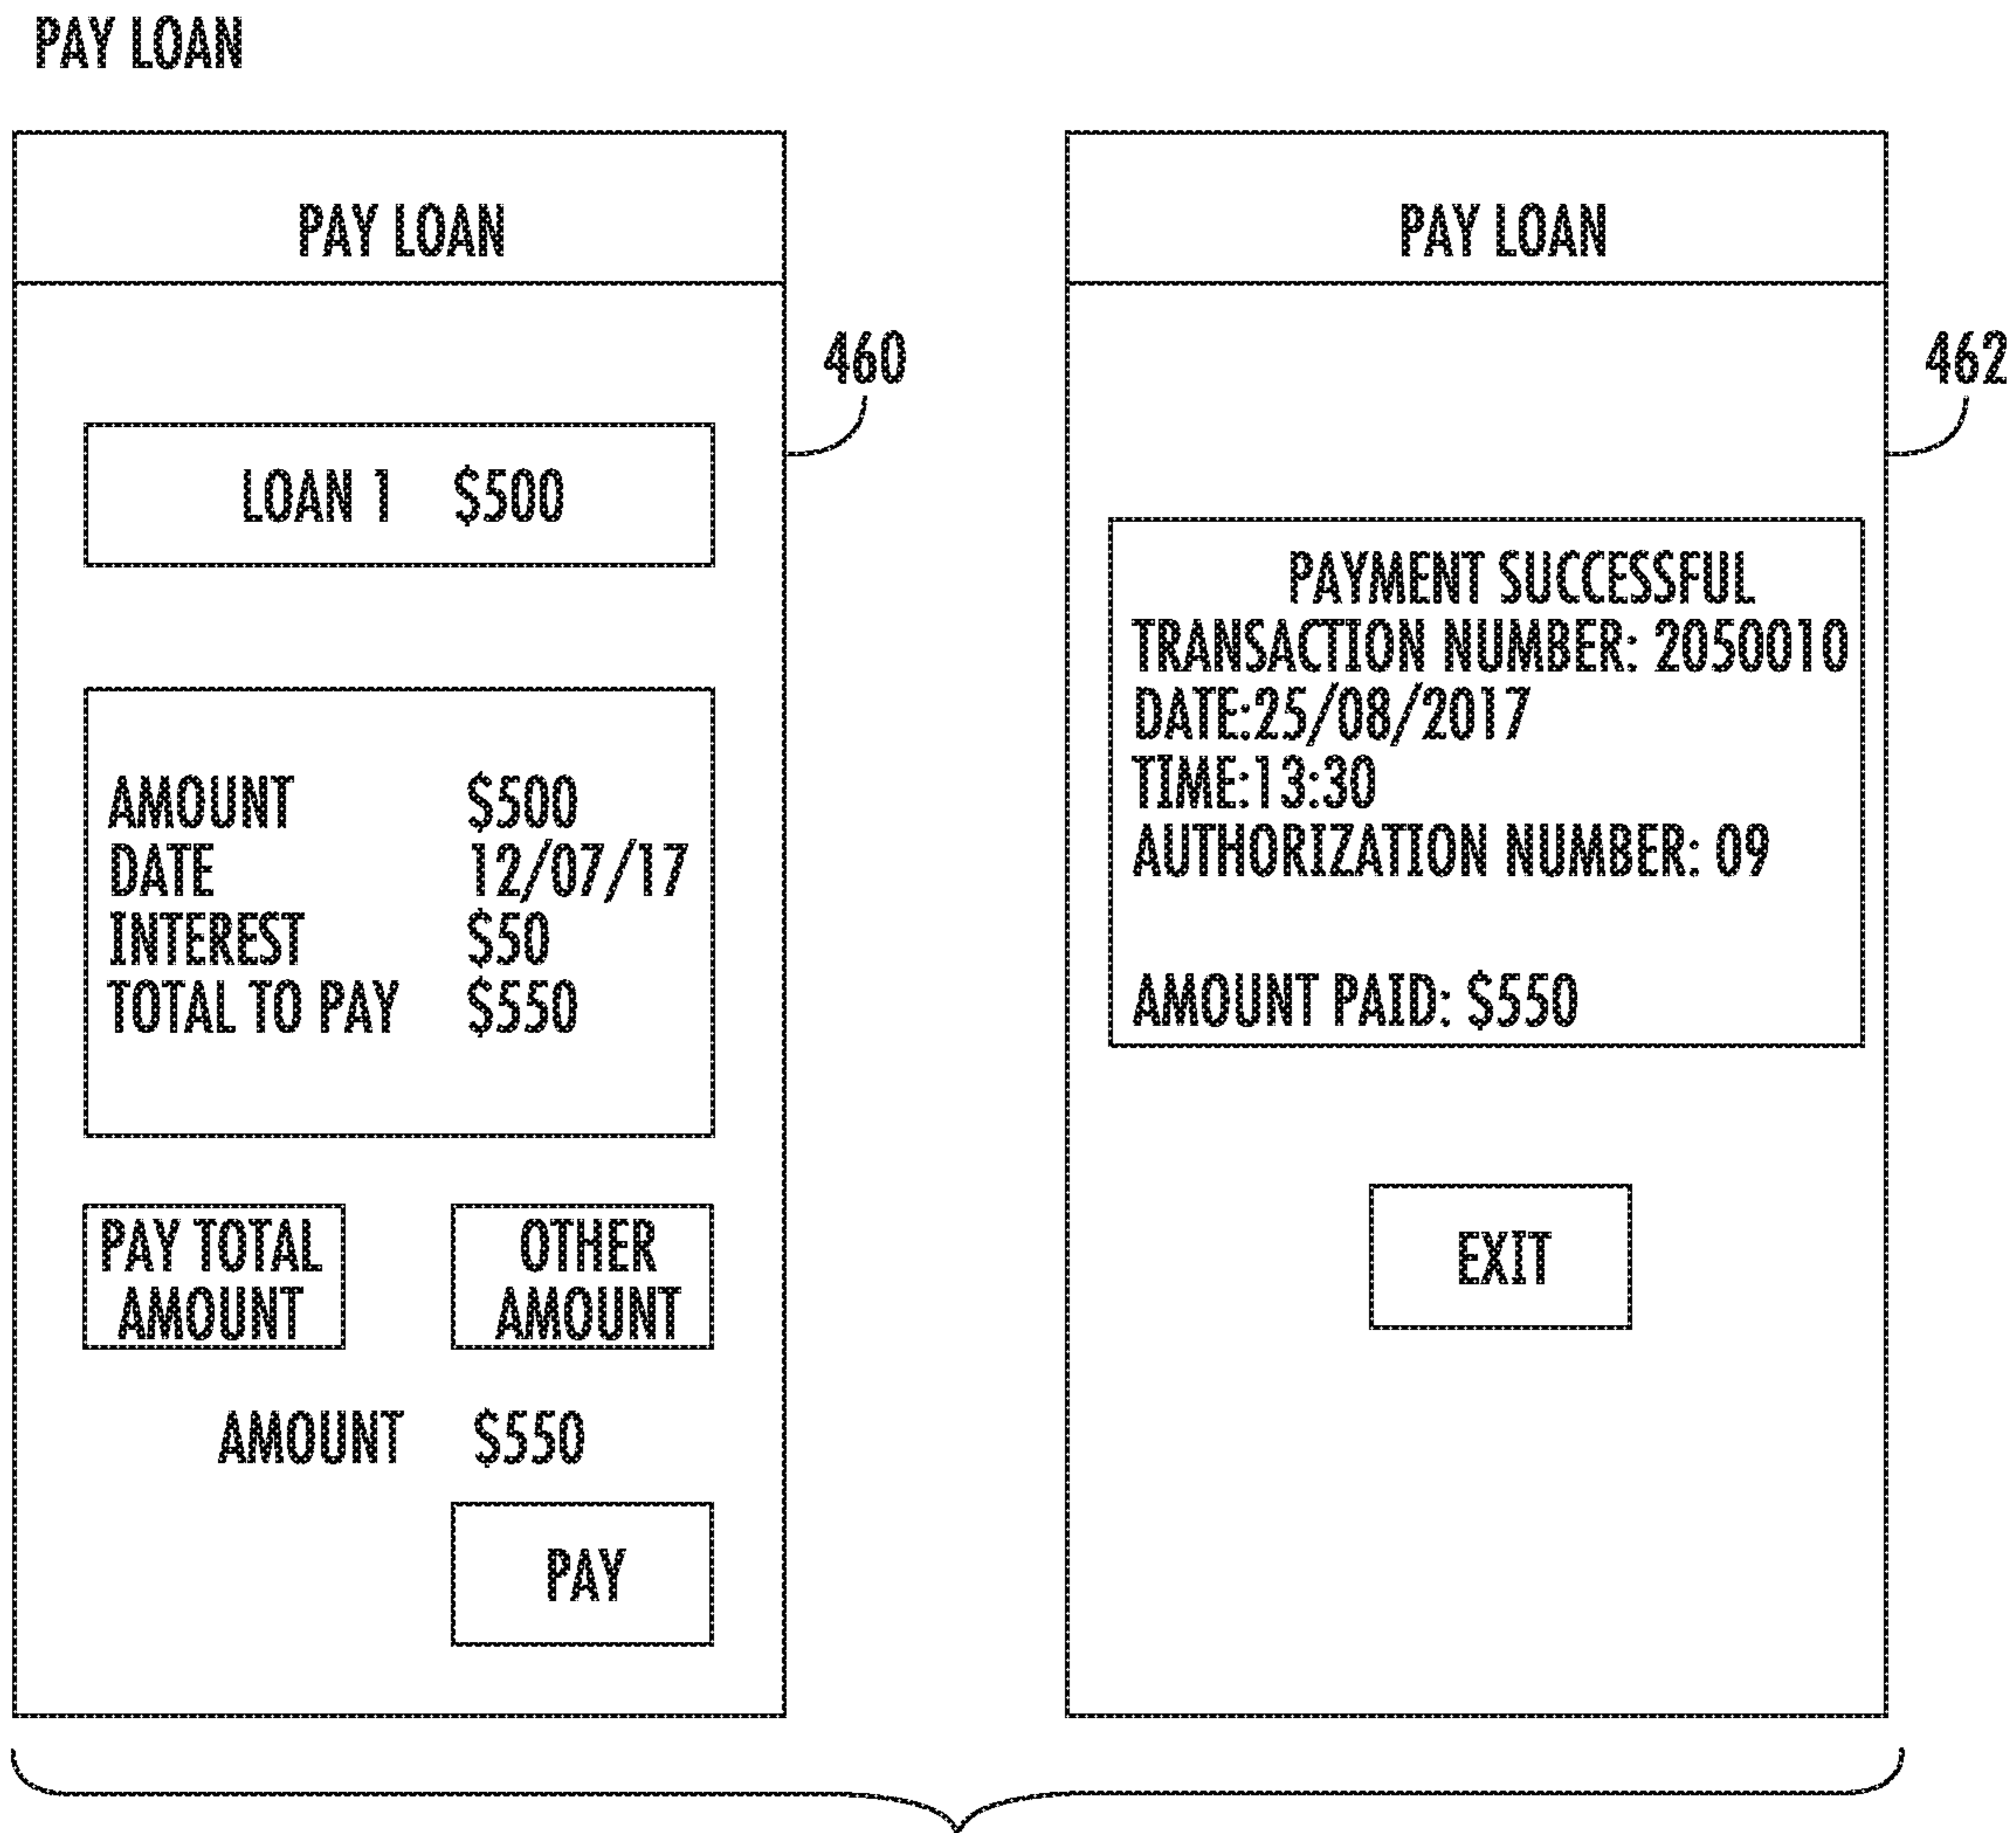 PAY LOAN
PAY LOAN
460
LOAN 1 $500
AMOUNT $500
DATE 12/07/17
INTEREST $50
TOTAL TO PAY $550
PAY TOTAL
AMOUNT
OTHER
AMOUNT
AMOUNT $550
PAY
PAY LOAN
462
PAYMENT SUCCESSFUL
TRANSACTION NUMBER: 2050010
DATE:25/08/2017
TIME:13:30
AUTHORIZATION NUMBER: 09
AMOUNT PAID: $550
EXIT